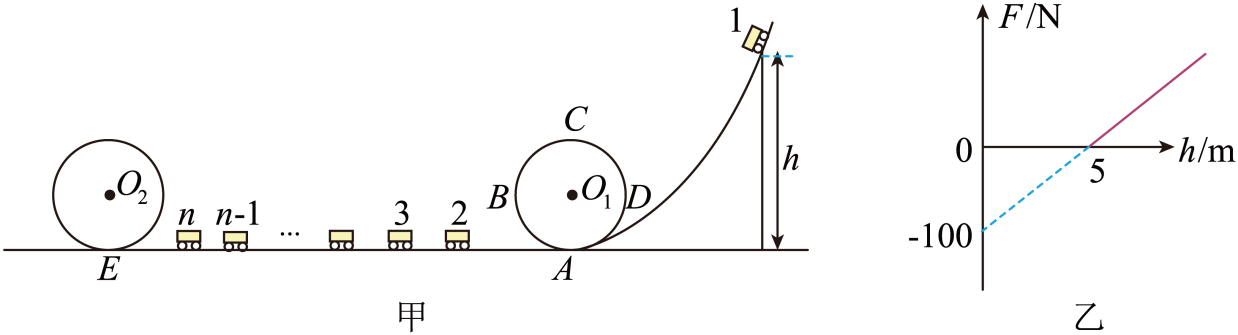 1
C
h
B
O₁
D
O₂
n
n-1
...
3
2
E
A
甲
F/N
0
5
h/m
-100
乙